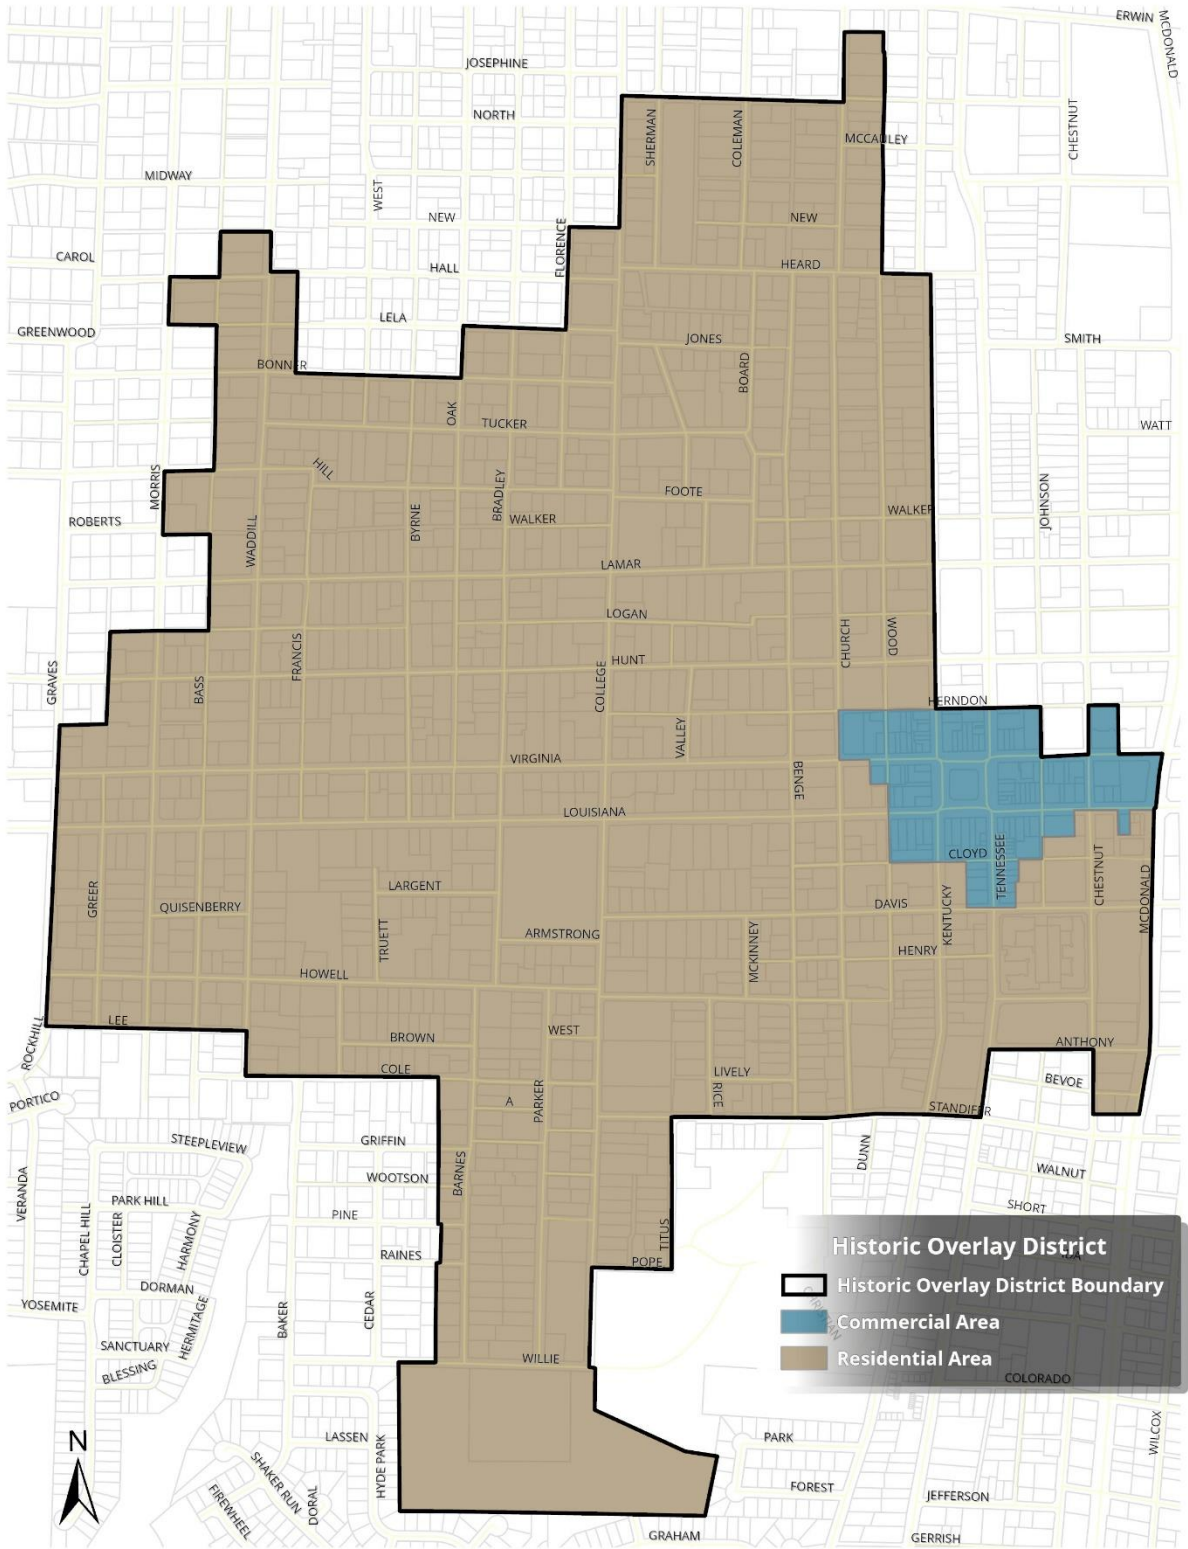 ERWIN
MCDONALD
JOSEPHINE
NORTH
SHERMAN
COLEMAN
CHESTNUT
MCCAULEY
MIDWAY
WEST
NEW
NEW
FLORENCE
CAROL
HALL
HEARD
LELA
GREENWOOD
JONES
SMITH
BONNER
BOARD
OAK
TUCKER
WATT
HILL
MORRIS
BRADLEY
FOOTE
JOHNSON
ROBERTS
WADDILL
BYRNE
WALKER
WALKER
LAMAR
LOGAN
CHURCH
WOOD
GRAVES
BASS
FRANCIS
HUNT
COLLEGE
HERNDON
VALLEY
VIRGINIA
BENGE
LOUISIANA
CLOYD
TENNESSEE
CHESTNUT
GREER
LARGENT
MCDONALD
QUISENBERRY
DAVIS
KENTUCKY
TRUETT
ARMSTRONG
MCKINNEY
HENRY
HOWELL
LEE
ROCKHILL
BROWN
WEST
ANTHONY
COLE
LIVELY
BEVOE
PORTICO
A
PARKER
RICE
STANDIFER
STEEPLEVIEW
GRIFFIN
DUNN
VERANDA
WOOTSON
BARNES
WALNUT
PARK HILL
SHORT
CHAPEL HILL
CLOISTER
HARMONY
PINE
TITUS
RAINES
POPE
Historic Overlay District
IDA
Historic Overlay District Boundary
DORMAN
YOSEMITE
BAKER
CEDAR
HERMITAGE
CHRISTIAN
Commercial Area
SANCTUARY
BLESSING
WILLIE
Residential Area
COLORADO
N
LASSEN
HYDE PARK
PARK
WILCOX
SHAKER RUN
DORAL
FIREWHEEL
FOREST
JEFFERSON
GRAHAM
GERRISH